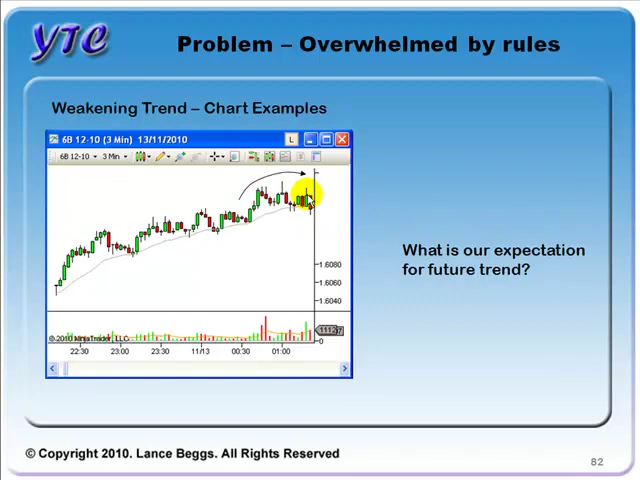 YTC
Problem – Overwhelmed by rules
Weakening Trend – Chart Examples
6B 12-10 (3 Min) 13/11/2010
L
6B 12-10
3 Min
What is our expectation
for future trend?
1.6080
1.6060
1.6040
© 2010 NinjaTrader, LLC
0
22:30 23:00 23:30 11/13 00:30 01:00
© Copyright 2010. Lance Beggs. All Rights Reserved
82